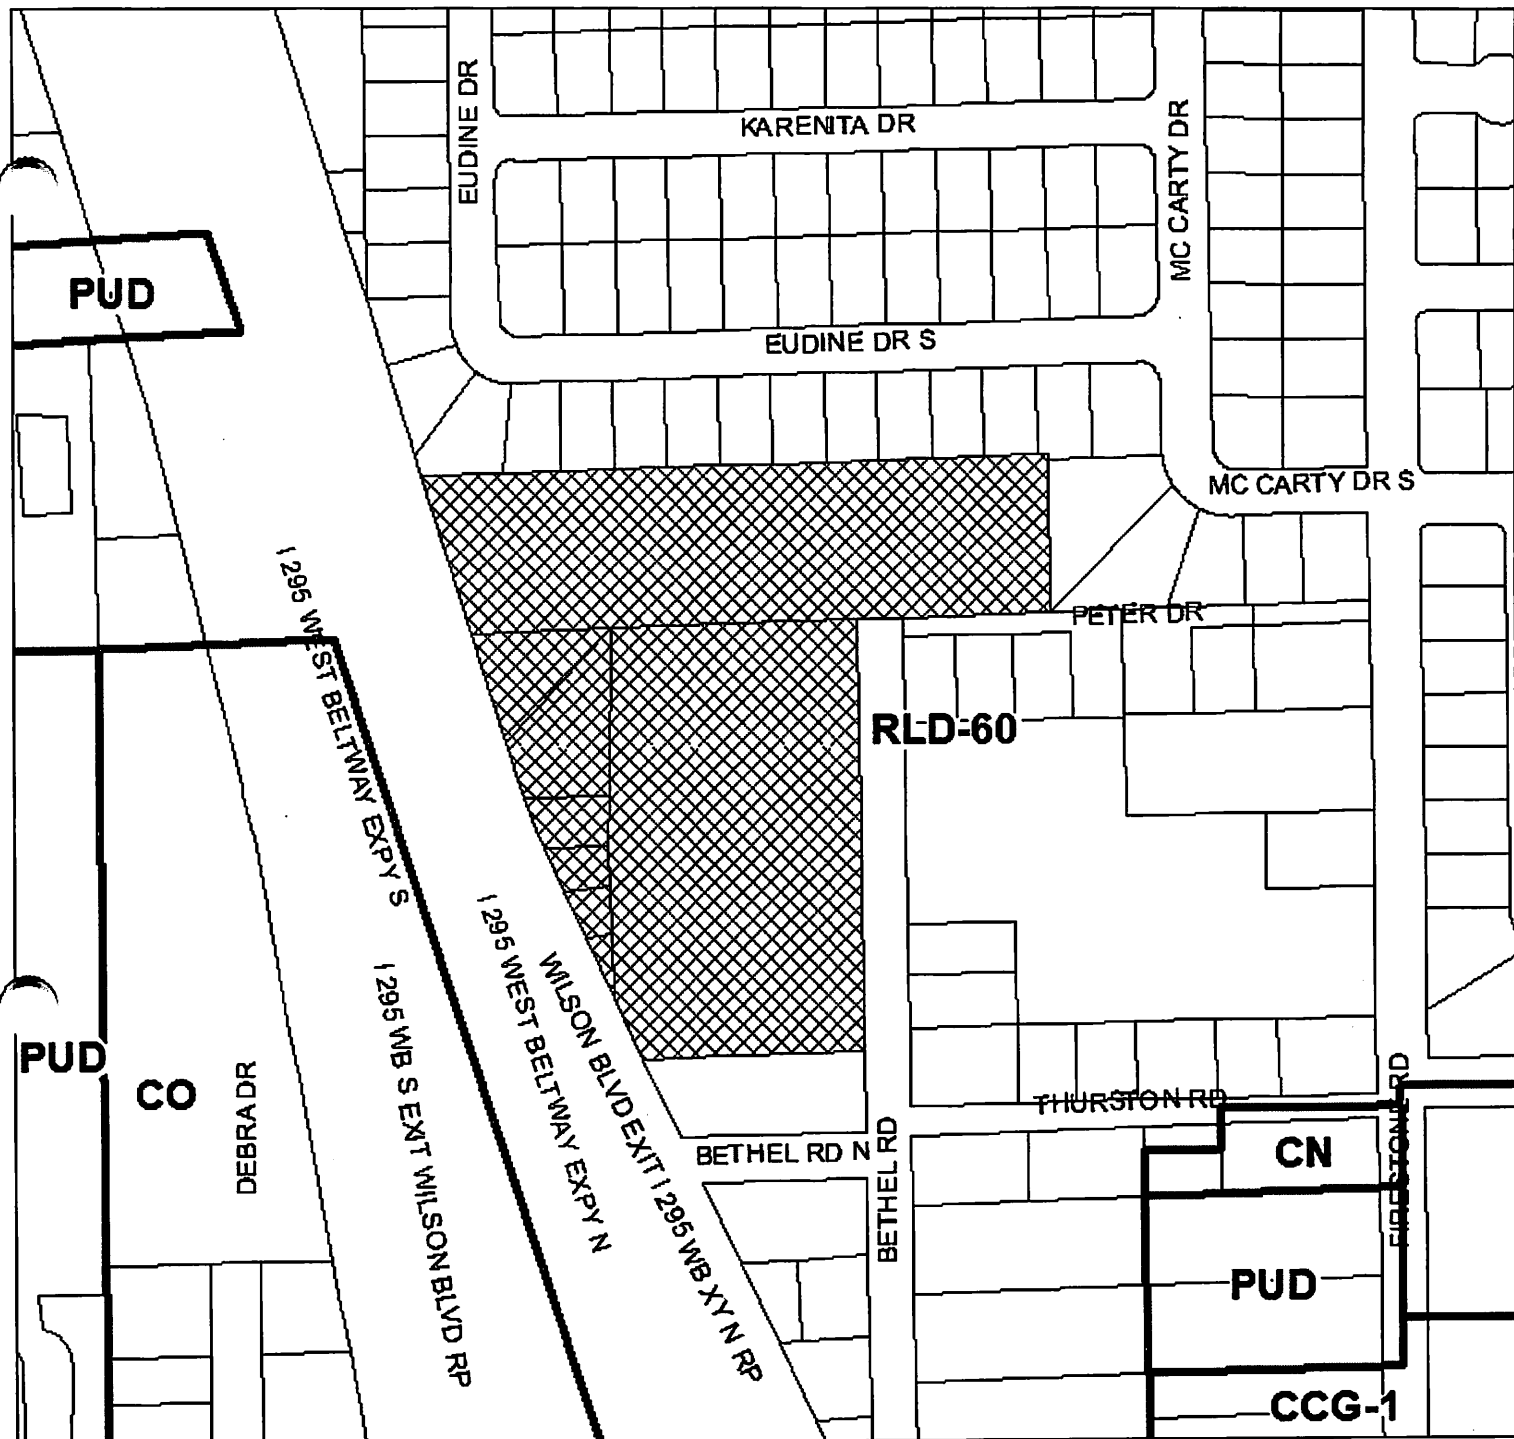 EUDINE DR
KARENITA DR
MC CARTY DR
PUD
EUDINE DR S
MC CARTY DR S
I 295 WEST BELTWAY EXPY S
PETER DR
RLD-60
I 295 WEST BELTWAY EXPY N
WILSON BLVD EXIT I 295 WB XY N RP
I 295 WB S EXIT WILSON BLVD RP
PUD
CO
DEBRA DR
THURSTON RD
FIRESTONE RD
BETHEL RD N
BETHEL RD
CN
PUD
CCG-1